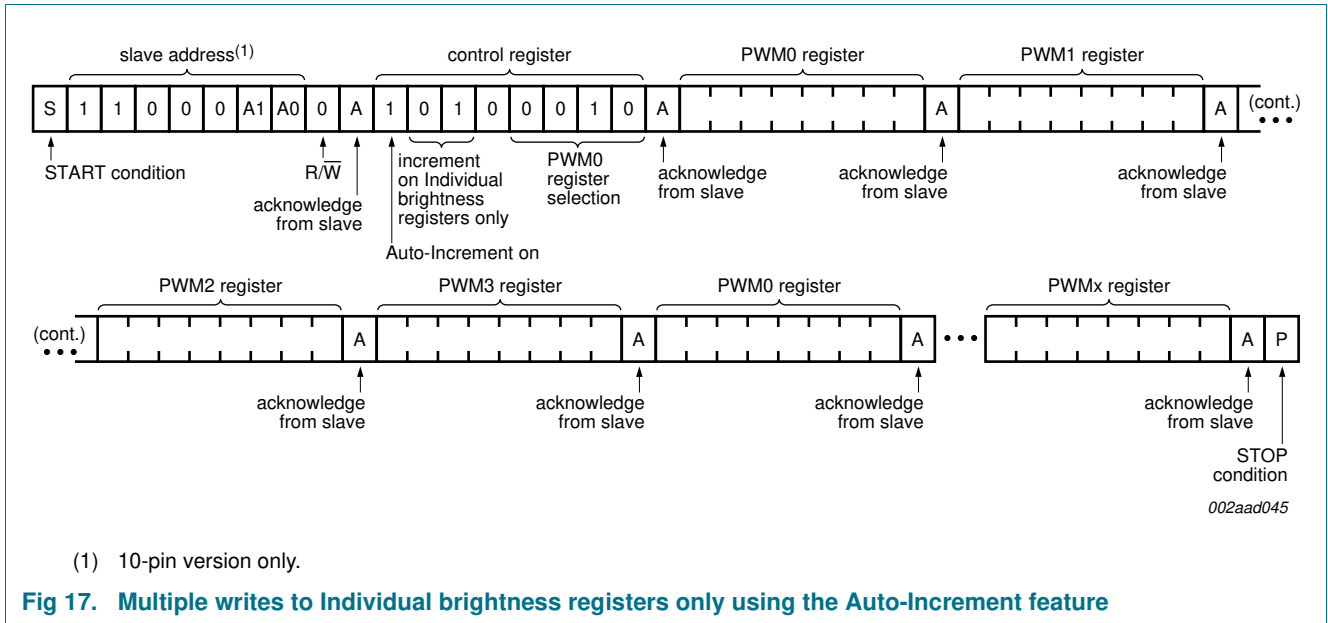 slave address(1) control register PWM0 register PWM1 register
S 1 1 0 0 0 A1 A0 0 A 1 0 1 0 0 0 1 0 A A A (cont.)
START condition R/W̅ increment on Individual brightness registers only PWM0 register selection acknowledge from slave acknowledge from slave acknowledge from slave
acknowledge from slave
Auto-Increment on
PWM2 register PWM3 register PWM0 register PWMx register
(cont.) A A A A P
acknowledge from slave acknowledge from slave acknowledge from slave acknowledge from slave
STOP condition
002aad045
(1) 10-pin version only.
Fig 17. Multiple writes to Individual brightness registers only using the Auto-Increment feature